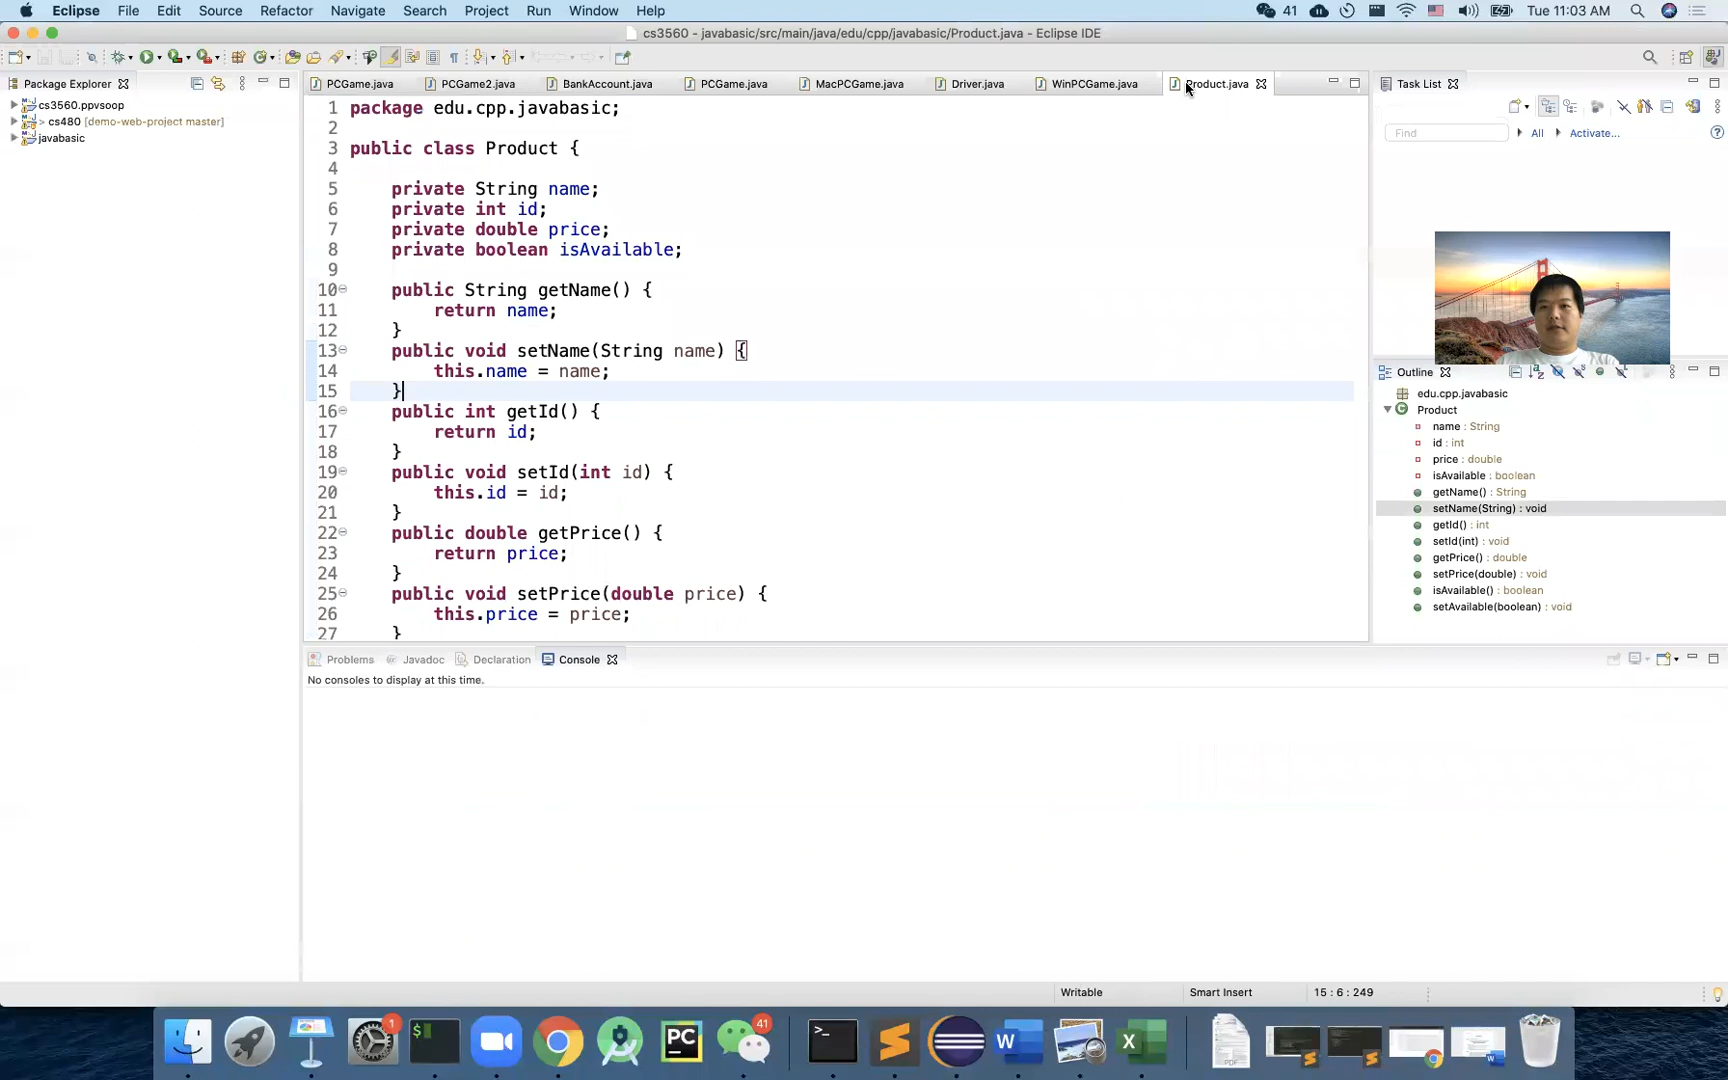 Eclipse File Edit Source Refactor Navigate Search Project Run Window Help 41 Tue 11:03 AM
cs3560 - javabasic/src/main/java/edu/cpp/javabasic/Product.java - Eclipse IDE
Package Explorer
cs3560.ppvsoop
> cs480 [demo-web-project master]
javabasic
PCGame.java PCGame2.java BankAccount.java PCGame.java MacPCGame.java Driver.java WinPCGame.java Product.java
1 package edu.cpp.javabasic;
2
3 public class Product {
4
5 private String name;
6 private int id;
7 private double price;
8 private boolean isAvailable;
9
10 public String getName() {
11 return name;
12 }
13 public void setName(String name) {
14 this.name = name;
15 }
16 public int getId() {
17 return id;
18 }
19 public void setId(int id) {
20 this.id = id;
21 }
22 public double getPrice() {
23 return price;
24 }
25 public void setPrice(double price) {
26 this.price = price;
27 }
Task List
Find All Activate...
Outline
edu.cpp.javabasic
Product
name : String
id : int
price : double
isAvailable : boolean
getName() : String
setName(String) : void
getId() : int
setId(int) : void
getPrice() : double
setPrice(double) : void
isAvailable() : boolean
setAvailable(boolean) : void
Problems Javadoc Declaration Console
No consoles to display at this time.
Writable Smart Insert 15 : 6 : 249
1 $ PC 41 >_ W X PDF